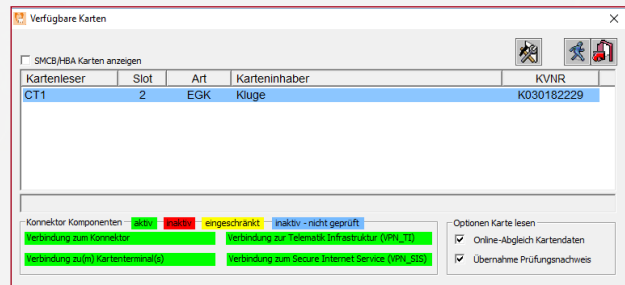 Verfügbare Karten
SMCB/HBA Karten anzeigen
Kartenleser Slot Art Karteninhaber KVNR
CT1 2 EGK Kluge K030182229
Konnektor Komponenten aktiv inaktiv eingeschränkt inaktiv - nicht geprüft
Optionen Karte lesen
Verbindung zum Konnektor Verbindung zur Telematik Infrastruktur (VPN_TI)
Online-Abgleich Kartendaten
Verbindung zu(m) Kartenterminal(s) Verbindung zum Secure Internet Service (VPN_SIS)
Übernahme Prüfungsnachweis